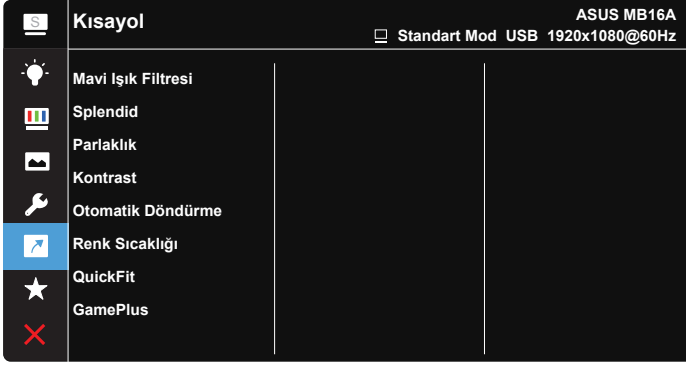 S
Kısayol
ASUS MB16A
Standart Mod USB 1920x1080@60Hz
Mavi Işık Filtresi
Splendid
Parlaklık
Kontrast
Otomatik Döndürme
Renk Sıcaklığı
QuickFit
GamePlus